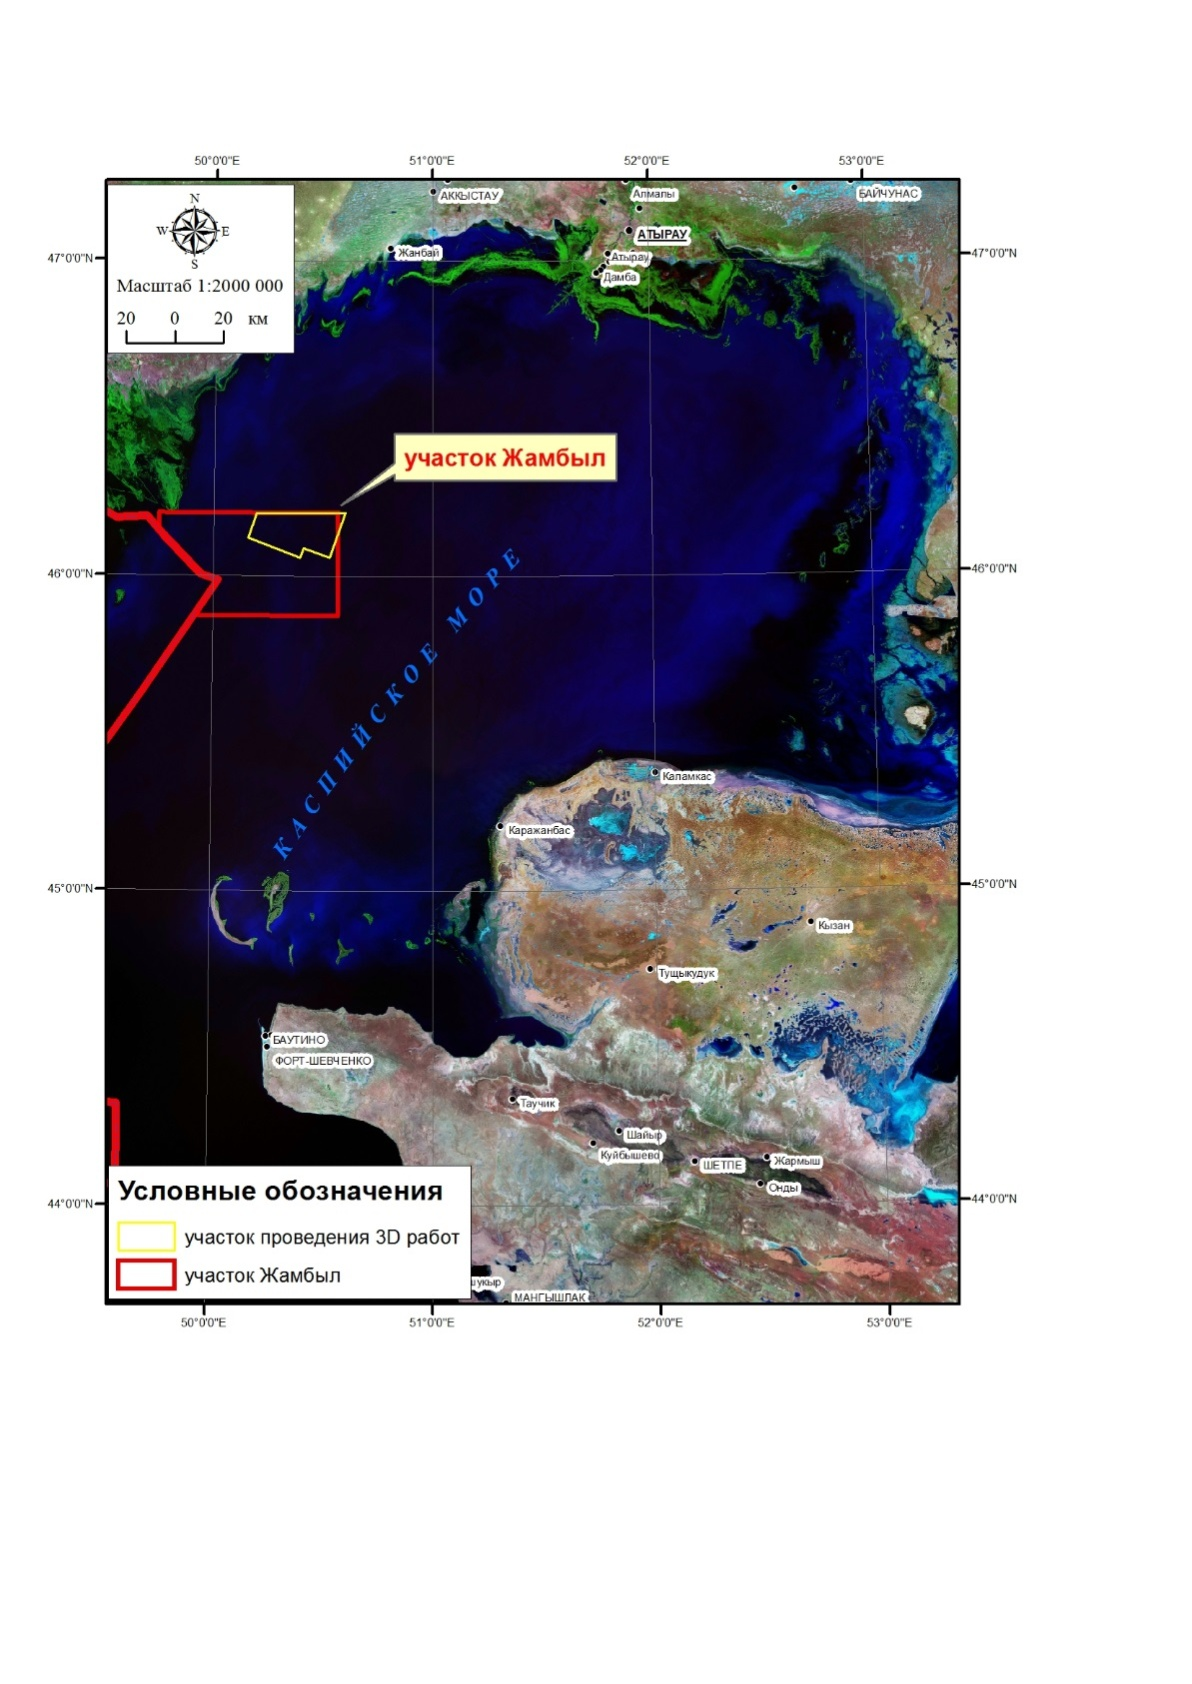 50°0'0"E 51°0'0"E 52°0'0"E 53°0'0"E
N
W E
S
Масштаб 1:2000 000
20 0 20 км
АККЫСТАУ
Алмалы
БАЙЧУНАС
АТЫРАУ
Жанбай
Атырау
Дамба
47°0'0"N
47°0'0"N
участок Жамбыл
46°0'0"N
46°0'0"N
КАСПИЙСКОЕ МОРЕ
Каламкас
Каражанбас
45°0'0"N
45°0'0"N
Кызан
Тущыкудук
БАУТИНО
ФОРТ-ШЕВЧЕНКО
Таучик
Шайыр
Куйбышево
ШЕТПЕ
Жармыш
Онды
44°0'0"N
44°0'0"N
Условные обозначения
участок проведения 3D работ
участок Жамбыл
шукыр
МАНГЫШЛАК
50°0'0"E 51°0'0"E 52°0'0"E 53°0'0"E